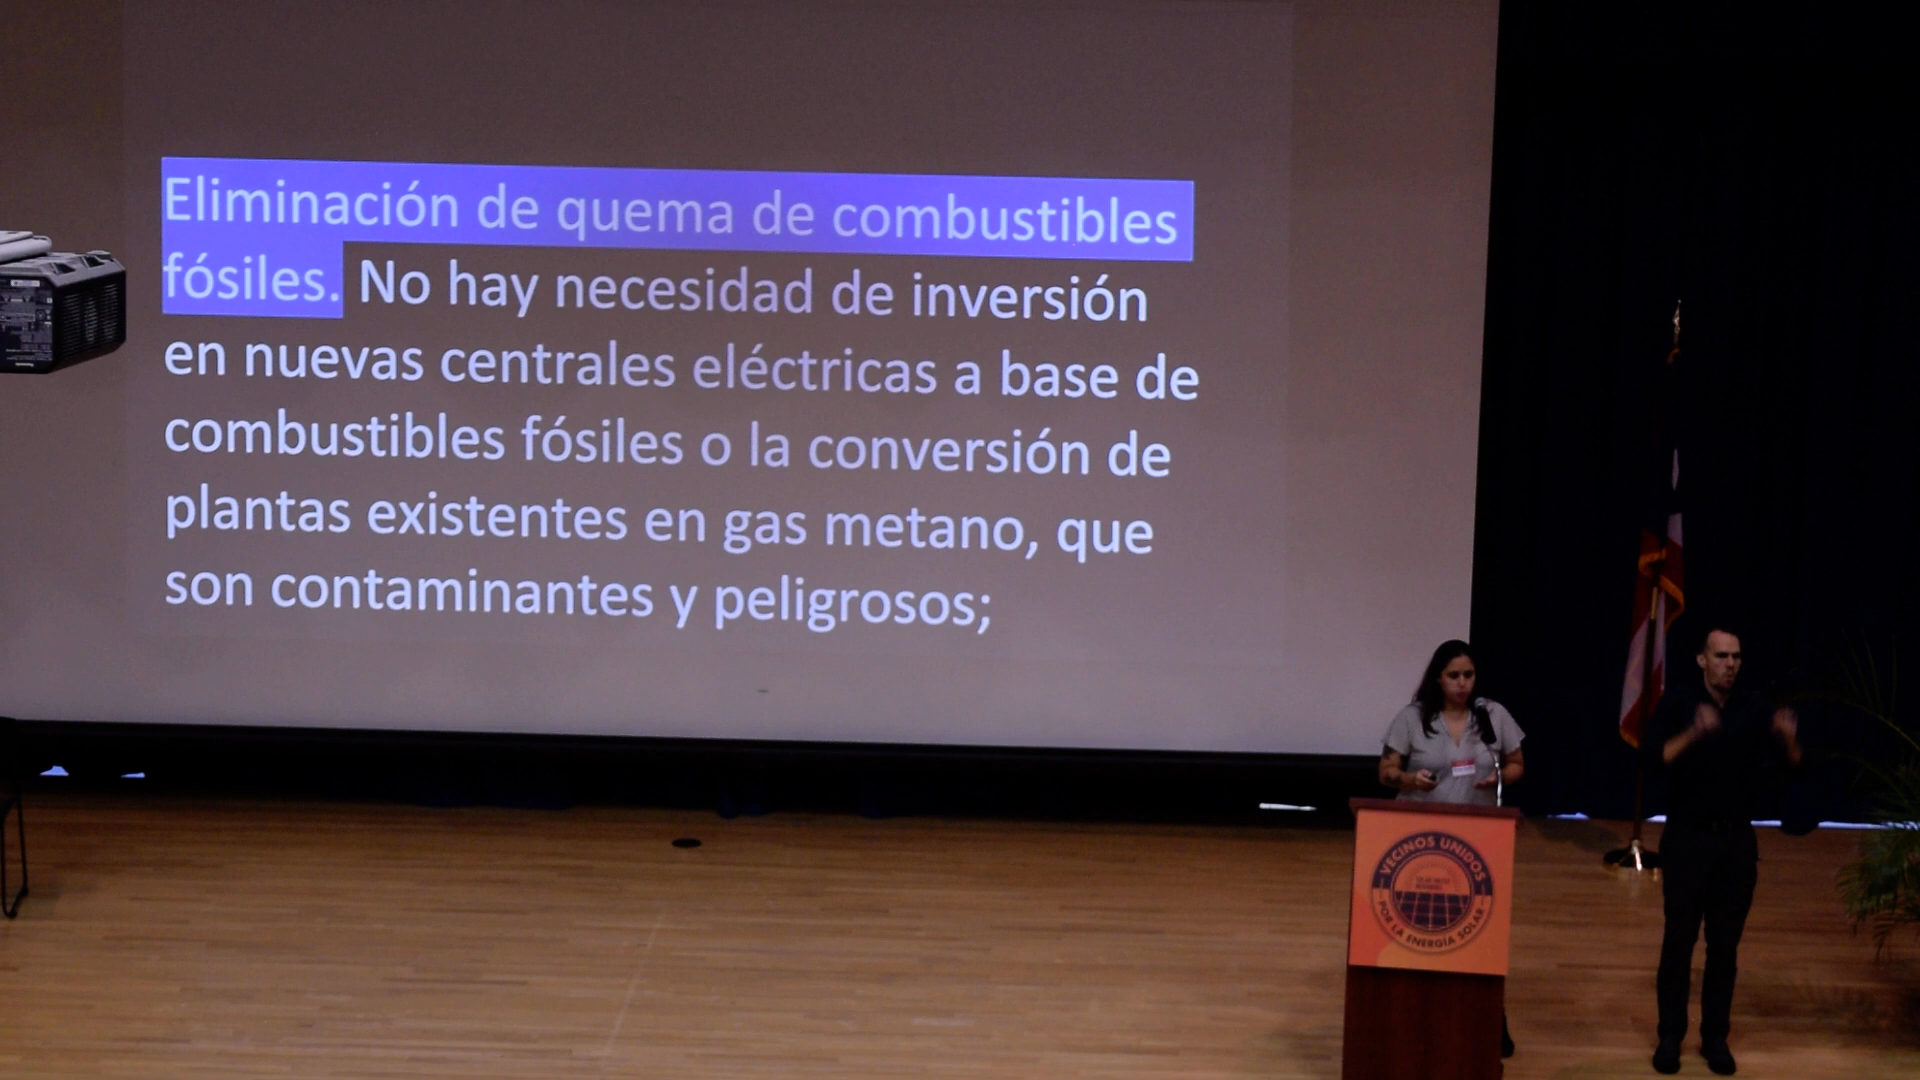 Eliminación de quema de combustibles
fósiles. No hay necesidad de inversión
en nuevas centrales eléctricas a base de
combustibles fósiles o la conversión de
plantas existentes en gas metano, que
son contaminantes y peligrosos;
VECINOS UNIDOS
POR LA ENERGÍA SOLAR